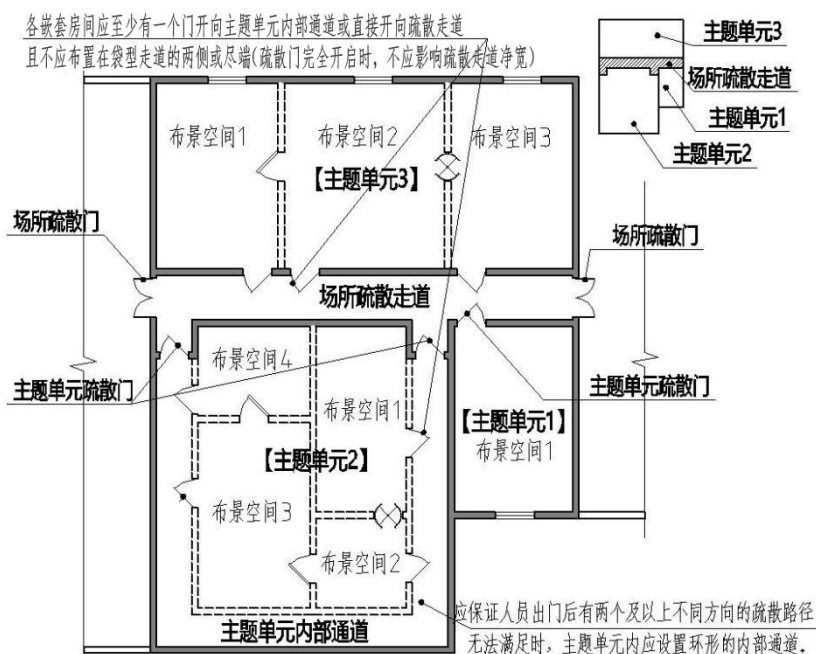 各嵌套房间应至少有一个门开向主题单元内部通道或直接开向疏散走道
且不应布置在袋型走道的两侧或尽端(疏散门完全开启时，不应影响疏散走道净宽)
主题单元3
场所疏散走道
主题单元1
主题单元2
布景空间1
布景空间2
布景空间3
【主题单元3】
场所疏散门
场所疏散门
场所疏散走道
布景空间4
主题单元疏散门
主题单元疏散门
布景空间1
【主题单元1】
布景空间1
【主题单元2】
布景空间3
布景空间2
主题单元内部通道
应保证人员出门后有两个及以上不同方向的疏散路径
无法满足时，主题单元内应设置环形的内部通道.